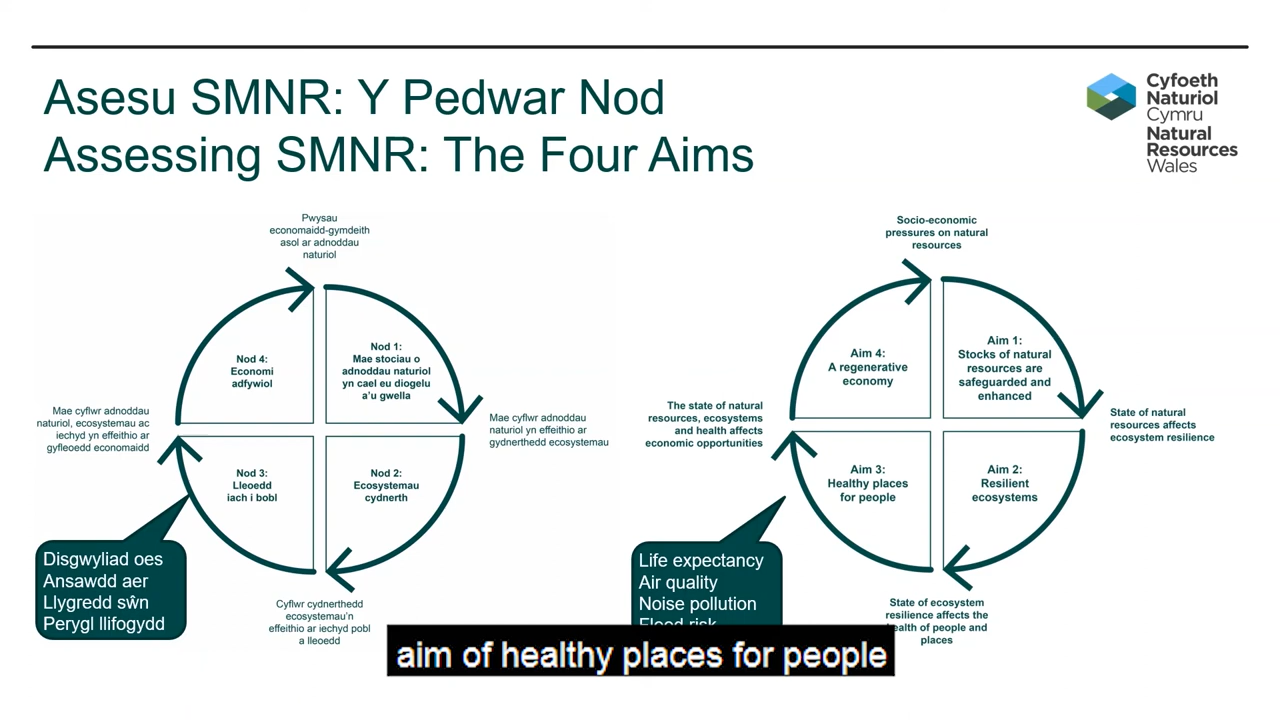 Asesu SMNR: Y Pedwar Nod
Assessing SMNR: The Four Aims
Cyfoeth
Naturiol
Cymru
Natural
Resources
Wales
Pwysau
economaidd-gymdeith
asol ar adnoddau
naturiol
Nod 4:
Economi
adfywiol
Nod 1:
Mae stociau o
adnoddau naturiol
yn cael eu diogelu
a'u gwella
Mae cyflwr adnoddau
naturiol, ecosystemau ac
iechyd yn effeithio ar
gyfleoedd economaidd
Mae cyflwr adnoddau
naturiol yn effeithio ar
gydnerthedd ecosystemau
Nod 3:
Lleoedd
iach i bobl
Nod 2:
Ecosystemau
cydnerth
Disgwyliad oes
Ansawdd aer
Llygredd sŵn
Perygl llifogydd
Cyflwr cydnerthedd
ecosystemau'n
effeithio ar iechyd pobl
a lleoedd
Socio-economic
pressures on natural
resources
Aim 4:
A regenerative
economy
Aim 1:
Stocks of natural
resources are
safeguarded and
enhanced
The state of natural
resources, ecosystems
and health affects
economic opportunities
State of natural
resources affects
ecosystem resilience
Aim 3:
Healthy places
for people
Aim 2:
Resilient
ecosystems
Life expectancy
Air quality
Noise pollution
Flood risk
State of ecosystem
resilience affects the
health of people and
places
aim of healthy places for people